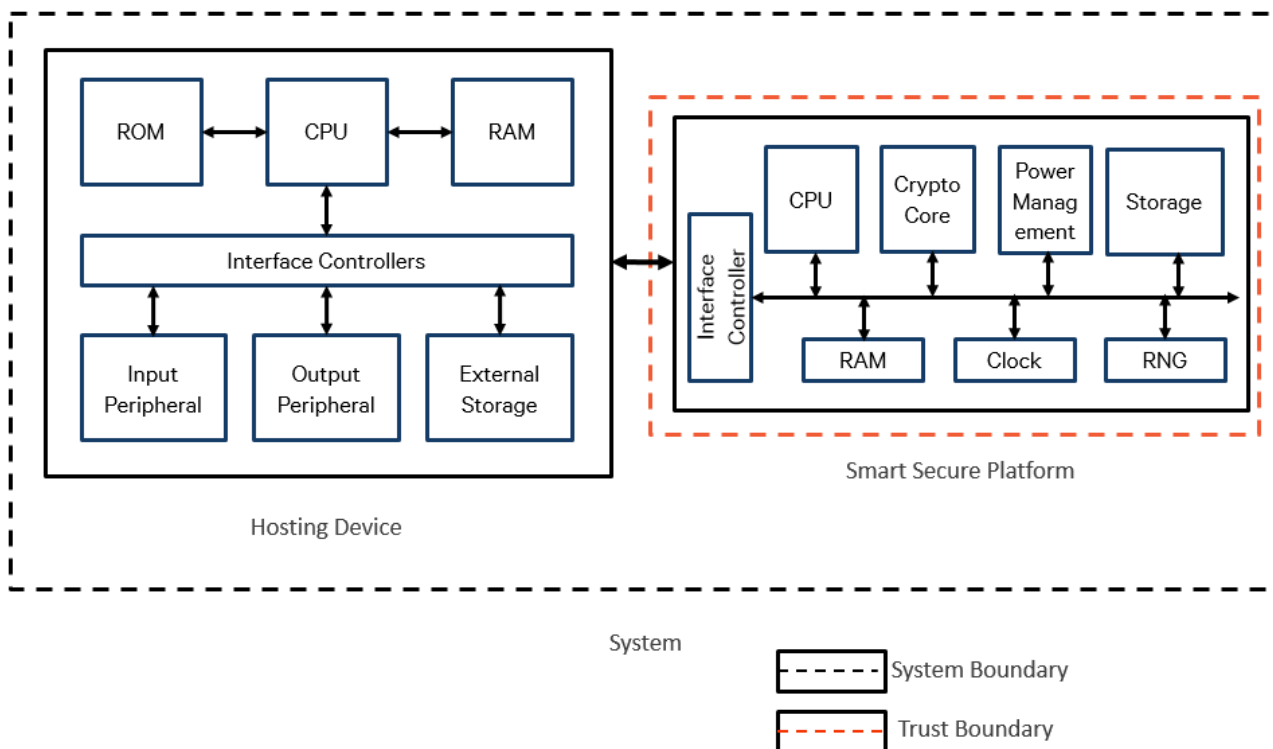 ROM
CPU
RAM
Interface Controllers
Input
Peripheral
Output
Peripheral
External
Storage
Hosting Device
Interface
Controller
CPU
Crypto
Core
Power
Manag
ement
Storage
RAM
Clock
RNG
Smart Secure Platform
System
System Boundary
Trust Boundary